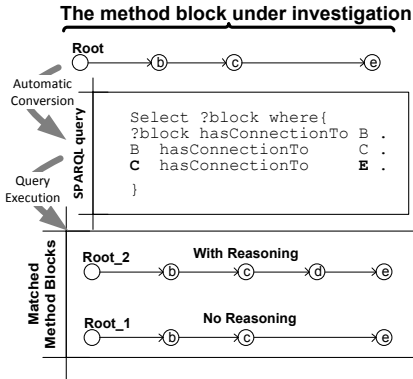 The method block under investigation
Root
b c e
Automatic
Conversion
SPARQL query
Select ?block where{
?block hasConnectionTo B .
B hasConnectionTo C .
C hasConnectionTo E .
}
Query
Execution
Matched
Method Blocks
Root_2 With Reasoning
b c d e
Root_1 No Reasoning
b c e